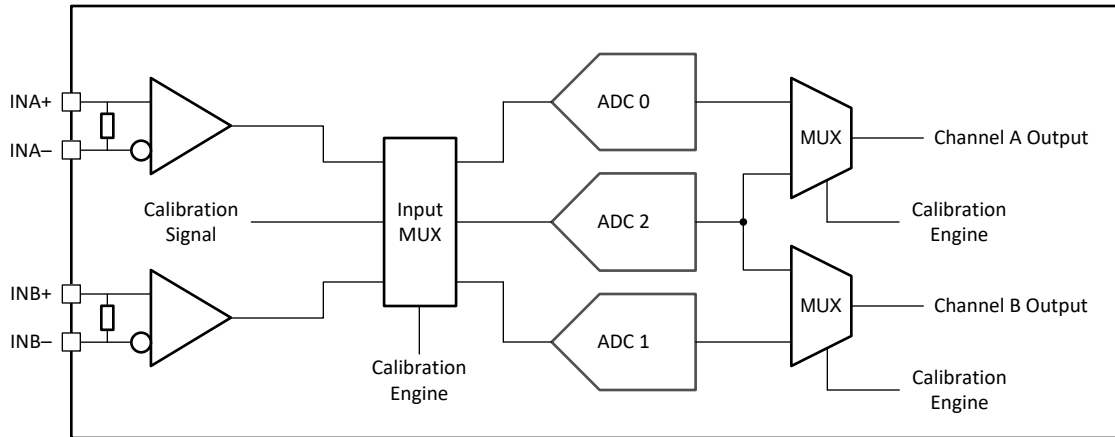 INA+
INA–
ADC 0
MUX
Channel A Output
Calibration
Signal
Input
MUX
ADC 2
Calibration
Engine
INB+
INB–
MUX
Channel B Output
ADC 1
Calibration
Engine
Calibration
Engine